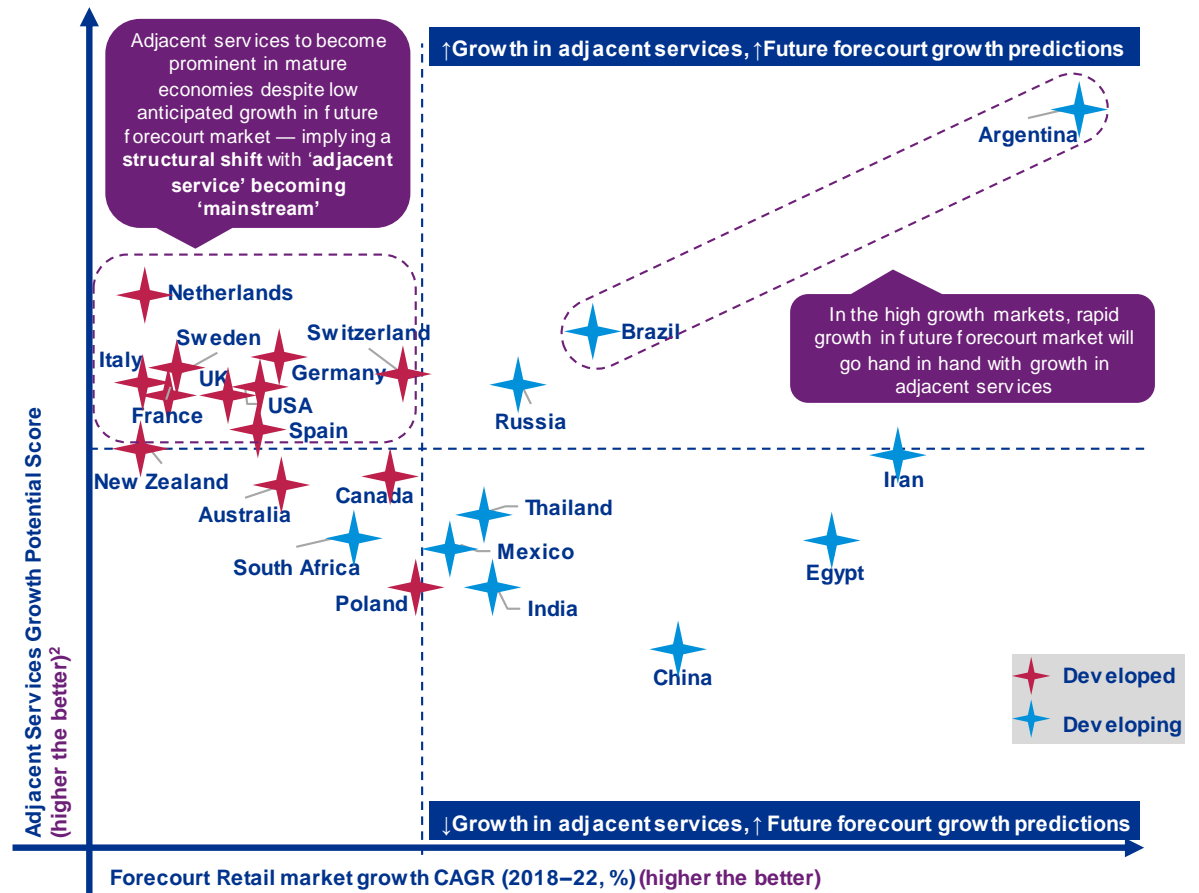 Adjacent services to become
prominent in mature
economies despite low
anticipated growth in future
forecourt market — implying a
structural shift with ‘adjacent
service’ becoming
‘mainstream’
↑Growth in adjacent services, ↑Future forecourt growth predictions
Argentina
Netherlands
Sweden
Switzerland
Brazil
In the high growth markets, rapid
growth in future forecourt market will
go hand in hand with growth in
adjacent services
Italy
UK
Germany
France
USA
Russia
Spain
New Zealand
Canada
Iran
Australia
Thailand
South Africa
Mexico
Egypt
Poland
India
China
Developed
Developing
Adjacent Services Growth Potential Score
(higher the better)²
↓Growth in adjacent services, ↑ Future forecourt growth predictions
Forecourt Retail market growth CAGR (2018–22, %) (higher the better)